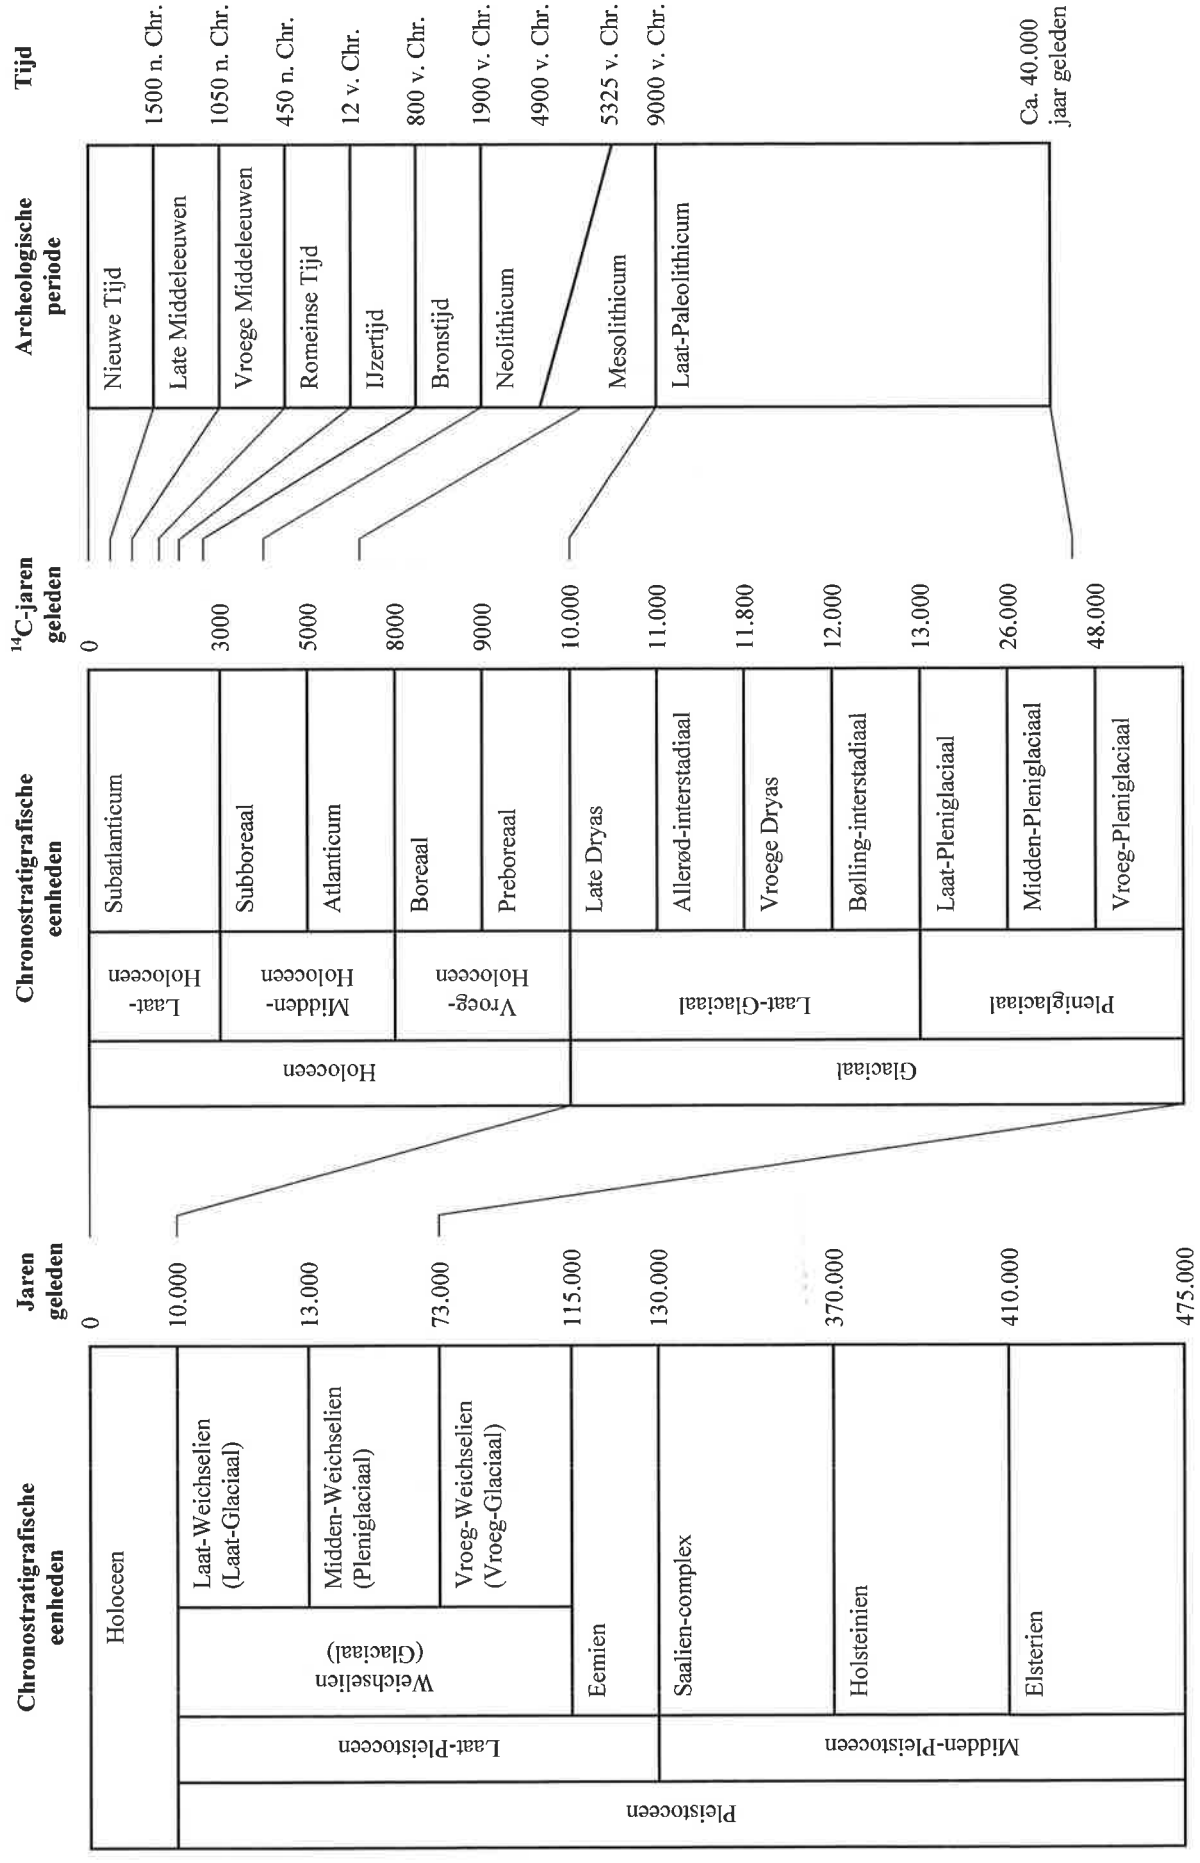 Chronostratigrafische
eenheden
Jaren
geleden
Holoceen
Pleistoceen
Laat-Pleistoceen
Midden-Pleistoceen
Weichselien
(Glaciaal)
Laat-Weichselien
(Laat-Glaciaal)
Midden-Weichselien
(Pleniglaciaal)
Vroeg-Weichselien
(Vroeg-Glaciaal)
Eemien
Saalien-complex
Holsteinien
Elsterien
0
10.000
13.000
73.000
115.000
130.000
370.000
410.000
475.000
Chronostratigrafische
eenheden
¹⁴C-jaren
geleden
Holoceen
Glaciaal
Laat-
Holoceen
Midden-
Holoceen
Vroeg-
Holoceen
Laat-Glaciaal
Pleniglaciaal
Subatlanticum
Subboreaal
Atlanticum
Boreaal
Preboreaal
Late Dryas
Allerød-interstadiaal
Vroege Dryas
Bølling-interstadiaal
Laat-Pleniglaciaal
Midden-Pleniglaciaal
Vroeg-Pleniglaciaal
0
3000
5000
8000
9000
10.000
11.000
11.800
12.000
13.000
26.000
48.000
Archeologische
periode
Tijd
Nieuwe Tijd
Late Middeleeuwen
Vroege Middeleeuwen
Romeinse Tijd
IJzertijd
Bronstijd
Neolithicum
Mesolithicum
Laat-Paleolithicum
1500 n. Chr.
1050 n. Chr.
450 n. Chr.
12 v. Chr.
800 v. Chr.
1900 v. Chr.
4900 v. Chr.
5325 v. Chr.
9000 v. Chr.
Ca. 40.000
jaar geleden